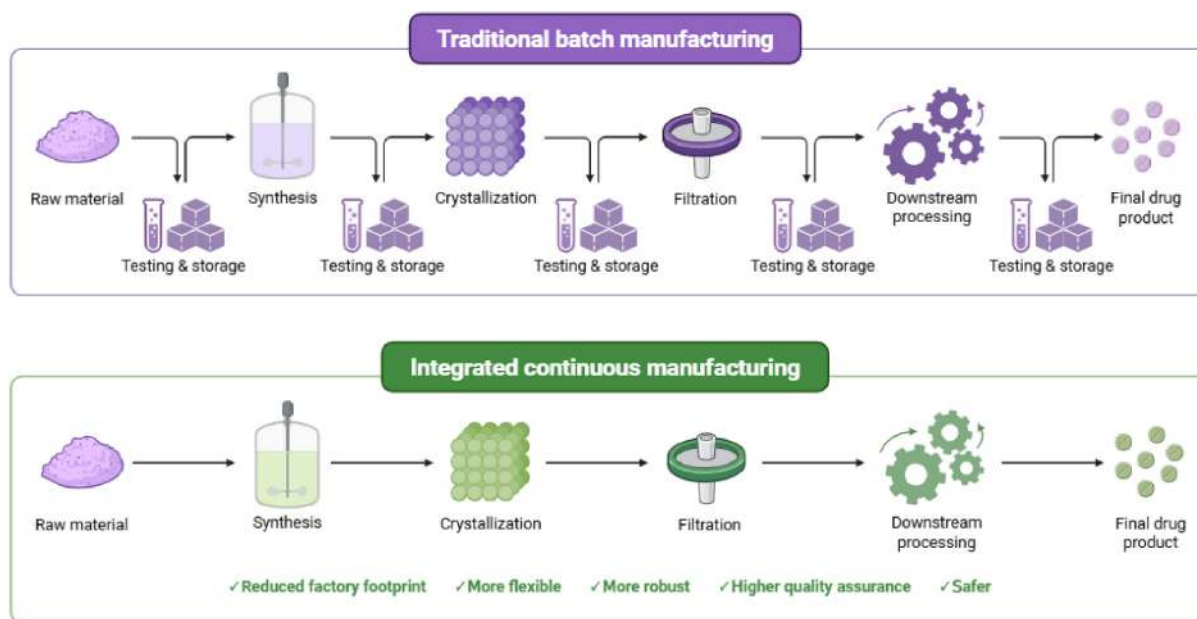 Traditional batch manufacturing
Raw material
Synthesis
Crystallization
Filtration
Downstream
processing
Final drug
product
Testing & storage
Testing & storage
Testing & storage
Testing & storage
Testing & storage
Integrated continuous manufacturing
Raw material
Synthesis
Crystallization
Filtration
Downstream
processing
Final drug
product
✓Reduced factory footprint ✓More flexible ✓More robust ✓Higher quality assurance ✓Safer